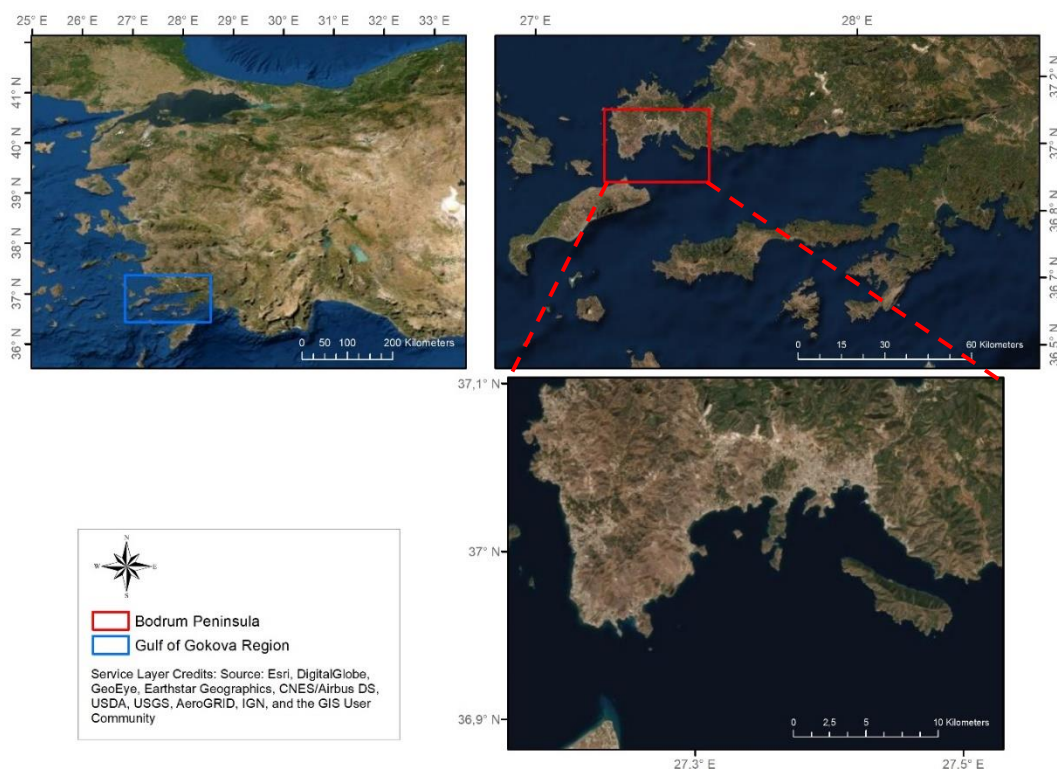 25° E 26° E 27° E 28° E 29° E 30° E 31° E 32° E 33° E
41° N
40° N
39° N
38° N
37° N
36° N
0 50 100 200 Kilometers
27° E 28° E
37,2° N
37° N
36,8° N
36,7° N
36,5° N
0 15 30 60 Kilometers
37,1° N
37° N
36,9° N
0 2,5 5 10 Kilometers
27.3° E 27.5° E
N
W E
S
Bodrum Peninsula
Gulf of Gokova Region
Service Layer Credits: Source: Esri, DigitalGlobe,
GeoEye, Earthstar Geographics, CNES/Airbus DS,
USDA, USGS, AeroGRID, IGN, and the GIS User
Community